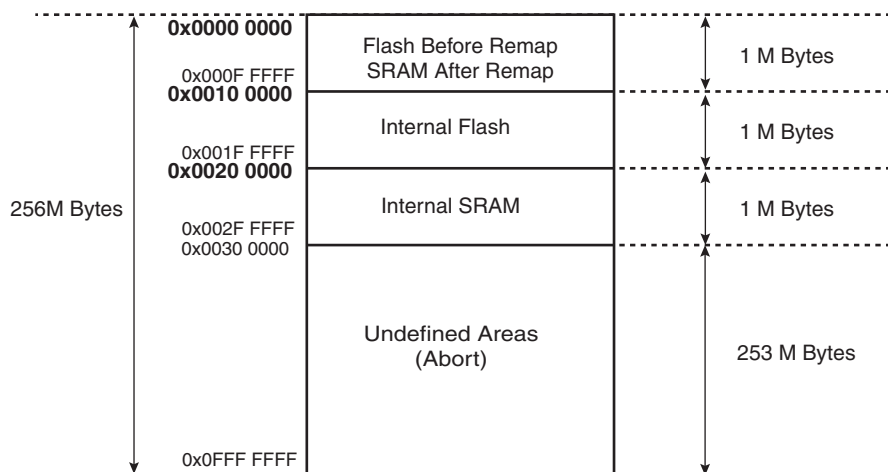 0x0000 0000
Flash Before Remap
SRAM After Remap
1 M Bytes
0x000F FFFF
0x0010 0000
Internal Flash
1 M Bytes
0x001F FFFF
0x0020 0000
256M Bytes
Internal SRAM
1 M Bytes
0x002F FFFF
0x0030 0000
Undefined Areas
(Abort)
253 M Bytes
0x0FFF FFFF